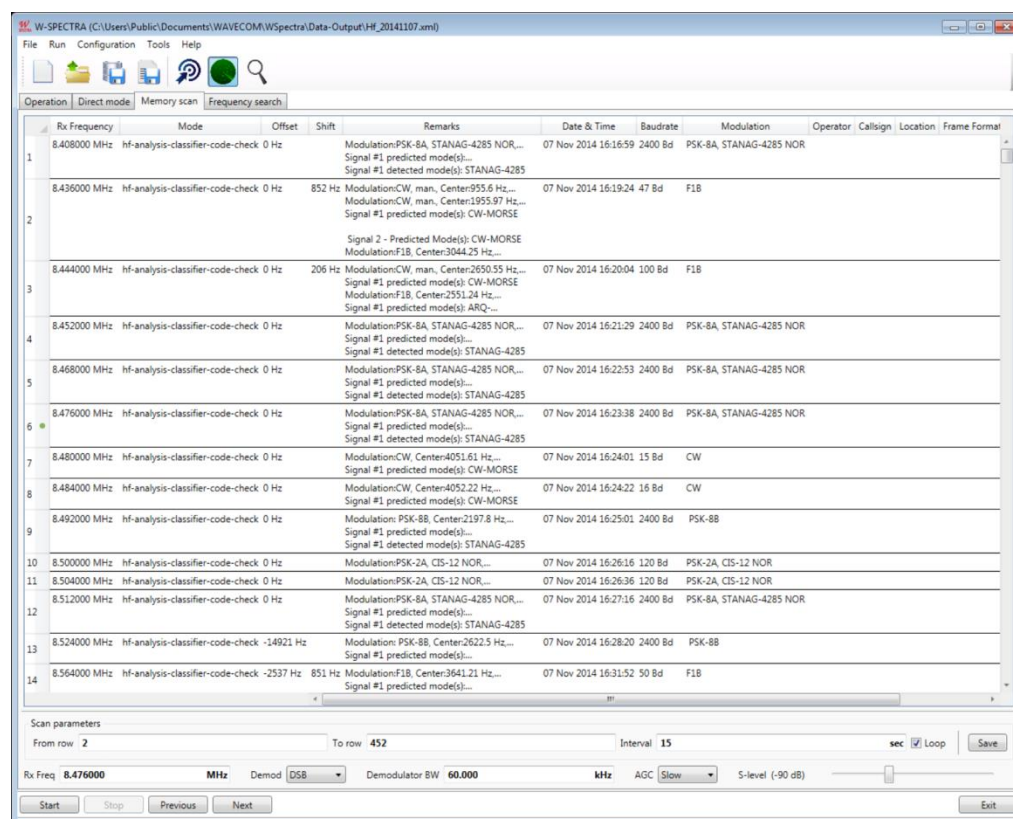 W-SPECTRA (C:\Users\Public\Documents\WAVECOM\WSpectra\Data-Output\Hf_20141107.xml)
File Run Configuration Tools Help
Operation Direct mode Memory scan Frequency search
Rx Frequency Mode Offset Shift Remarks Date & Time Baudrate Modulation Operator Callsign Location Frame Format
1 8.408000 MHz hf-analysis-classifier-code-check 0 Hz Modulation:PSK-8A, STANAG-4285 NOR,... 07 Nov 2014 16:16:59 2400 Bd PSK-8A, STANAG-4285 NOR
Signal #1 predicted mode(s):...
Signal #1 detected mode(s): STANAG-4285
2 8.436000 MHz hf-analysis-classifier-code-check 0 Hz 852 Hz Modulation:CW, man., Center:955.6 Hz,... 07 Nov 2014 16:19:24 47 Bd F1B
Modulation:CW, man., Center:1955.97 Hz,...
Signal #1 predicted mode(s): CW-MORSE
Signal 2 - Predicted Mode(s): CW-MORSE
Modulation:F1B, Center:3044.25 Hz,...
3 8.444000 MHz hf-analysis-classifier-code-check 0 Hz 206 Hz Modulation:CW, man., Center:2650.55 Hz,... 07 Nov 2014 16:20:04 100 Bd F1B
Signal #1 predicted mode(s): CW-MORSE
Modulation:F1B, Center:2551.24 Hz,...
Signal #1 predicted mode(s): ARQ-...
4 8.452000 MHz hf-analysis-classifier-code-check 0 Hz Modulation:PSK-8A, STANAG-4285 NOR,... 07 Nov 2014 16:21:29 2400 Bd PSK-8A, STANAG-4285 NOR
Signal #1 predicted mode(s):...
Signal #1 detected mode(s): STANAG-4285
5 8.468000 MHz hf-analysis-classifier-code-check 0 Hz Modulation:PSK-8A, STANAG-4285 NOR,... 07 Nov 2014 16:22:53 2400 Bd PSK-8A, STANAG-4285 NOR
Signal #1 predicted mode(s):...
Signal #1 detected mode(s): STANAG-4285
6 8.476000 MHz hf-analysis-classifier-code-check 0 Hz Modulation:PSK-8A, STANAG-4285 NOR,... 07 Nov 2014 16:23:38 2400 Bd PSK-8A, STANAG-4285 NOR
Signal #1 predicted mode(s):...
Signal #1 detected mode(s): STANAG-4285
7 8.480000 MHz hf-analysis-classifier-code-check 0 Hz Modulation:CW, Center:4051.61 Hz,... 07 Nov 2014 16:24:01 15 Bd CW
Signal #1 predicted mode(s): CW-MORSE
8 8.484000 MHz hf-analysis-classifier-code-check 0 Hz Modulation:CW, Center:4052.22 Hz,... 07 Nov 2014 16:24:22 16 Bd CW
Signal #1 predicted mode(s): CW-MORSE
9 8.492000 MHz hf-analysis-classifier-code-check 0 Hz Modulation: PSK-8B, Center:2197.8 Hz,... 07 Nov 2014 16:25:01 2400 Bd PSK-8B
Signal #1 predicted mode(s):...
Signal #1 detected mode(s): STANAG-4285
10 8.500000 MHz hf-analysis-classifier-code-check 0 Hz Modulation:PSK-2A, CIS-12 NOR,... 07 Nov 2014 16:26:16 120 Bd PSK-2A, CIS-12 NOR
11 8.504000 MHz hf-analysis-classifier-code-check 0 Hz Modulation:PSK-2A, CIS-12 NOR,... 07 Nov 2014 16:26:36 120 Bd PSK-2A, CIS-12 NOR
12 8.512000 MHz hf-analysis-classifier-code-check 0 Hz Modulation:PSK-8A, STANAG-4285 NOR,... 07 Nov 2014 16:27:16 2400 Bd PSK-8A, STANAG-4285 NOR
Signal #1 predicted mode(s):...
Signal #1 detected mode(s): STANAG-4285
13 8.524000 MHz hf-analysis-classifier-code-check -14921 Hz Modulation: PSK-8B, Center:2622.5 Hz,... 07 Nov 2014 16:28:20 2400 Bd PSK-8B
Signal #1 predicted mode(s):...
14 8.564000 MHz hf-analysis-classifier-code-check -2537 Hz 851 Hz Modulation:F1B, Center:3641.21 Hz,... 07 Nov 2014 16:31:52 50 Bd F1B
Signal #1 predicted mode(s):...
Scan parameters
From row 2 To row 452 Interval 15 sec Loop Save
Rx Freq 8.476000 MHz Demod DSB Demodulator BW 60.000 kHz AGC Slow S-level (-90 dB)
Start Stop Previous Next Exit